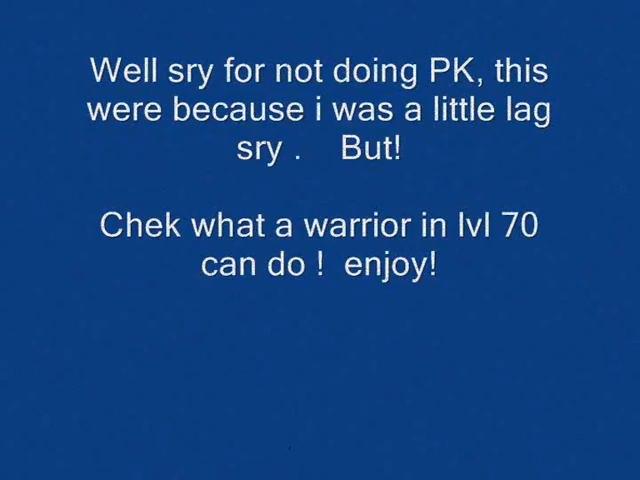 Well sry for not doing PK, this
were because i was a little lag
sry . But!
Chek what a warrior in lvl 70
can do ! enjoy!